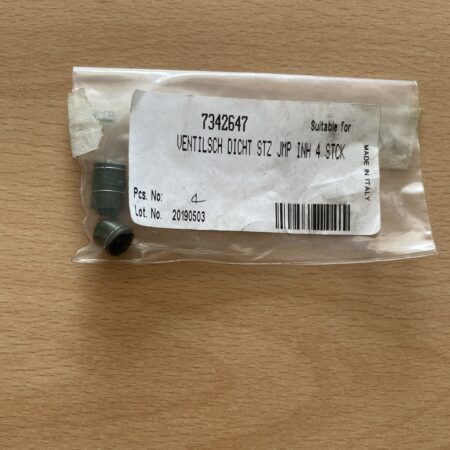 7342647
Suitable for
VENTILSCH DICHT STZ JMP INH 4 STCK
MADE IN ITALY
Pcs. No: 4
Lot. No. 20190503